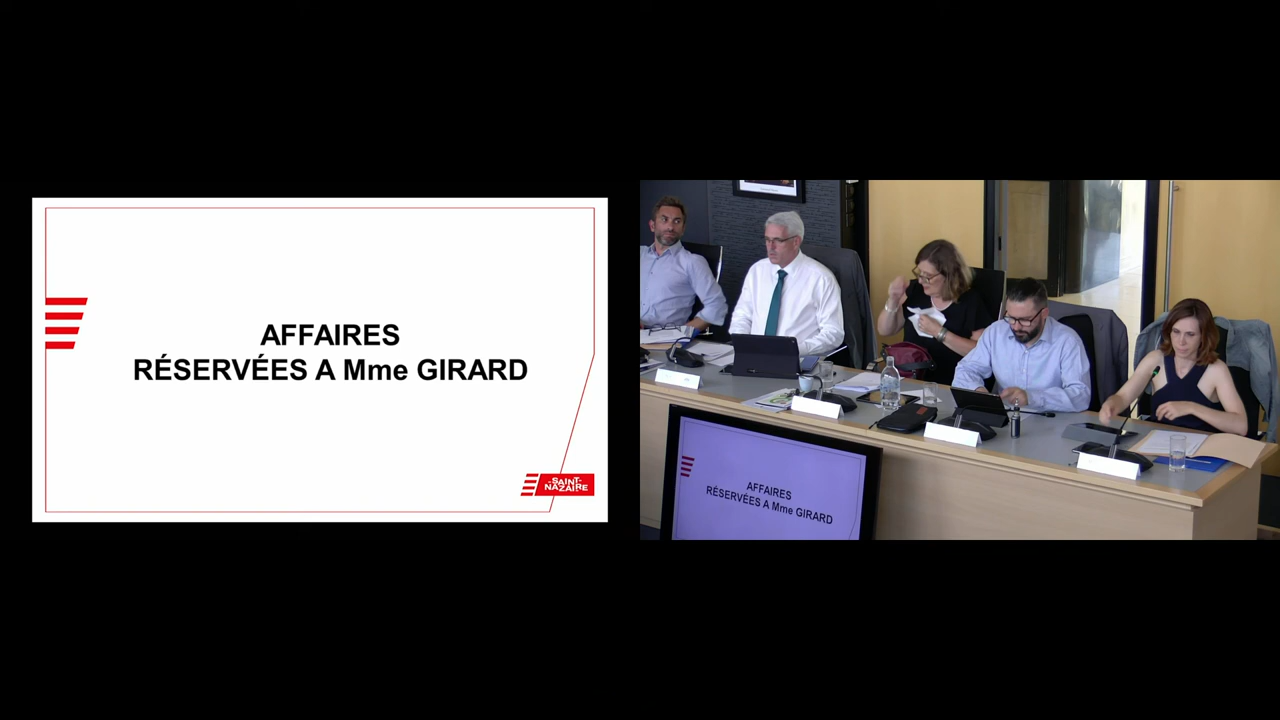 AFFAIRES
RÉSERVÉES A Mme GIRARD
SAINT-
NAZAIRE
AFFAIRES
RÉSERVÉES A Mme GIRARD